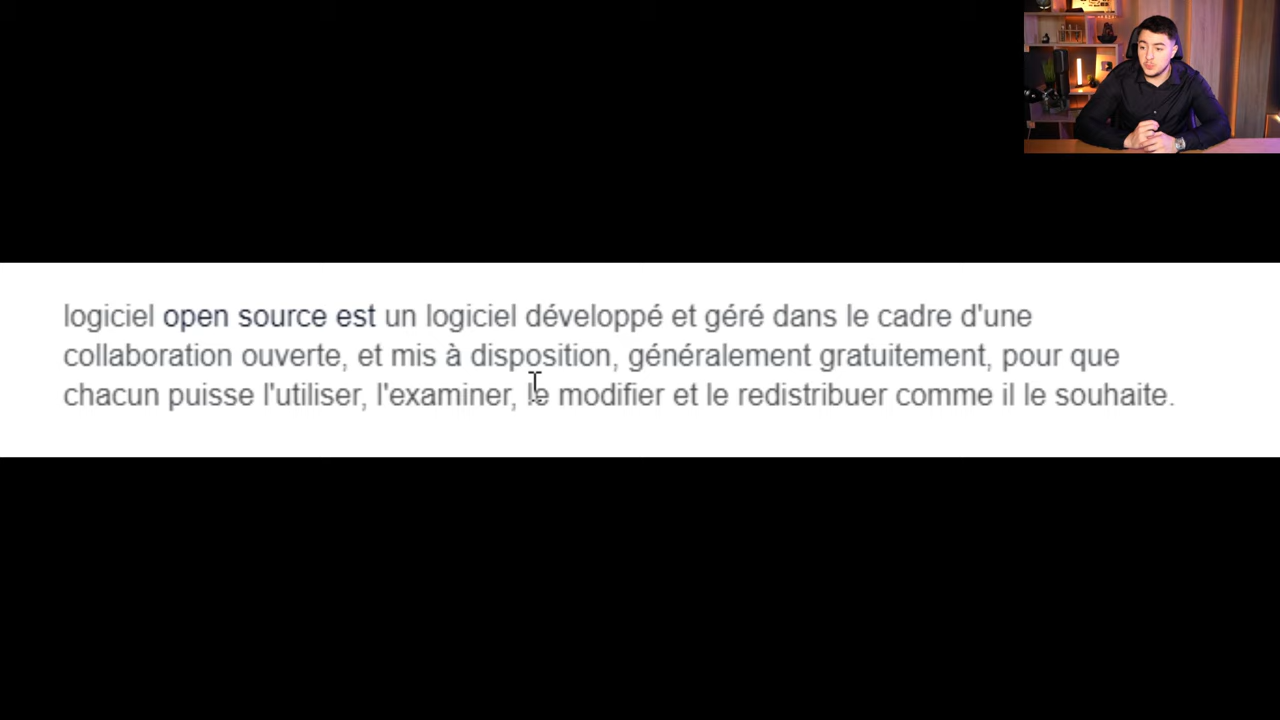 logiciel open source est un logiciel développé et géré dans le cadre d'une
collaboration ouverte, et mis à disposition, généralement gratuitement, pour que
chacun puisse l'utiliser, l'examiner, le modifier et le redistribuer comme il le souhaite.